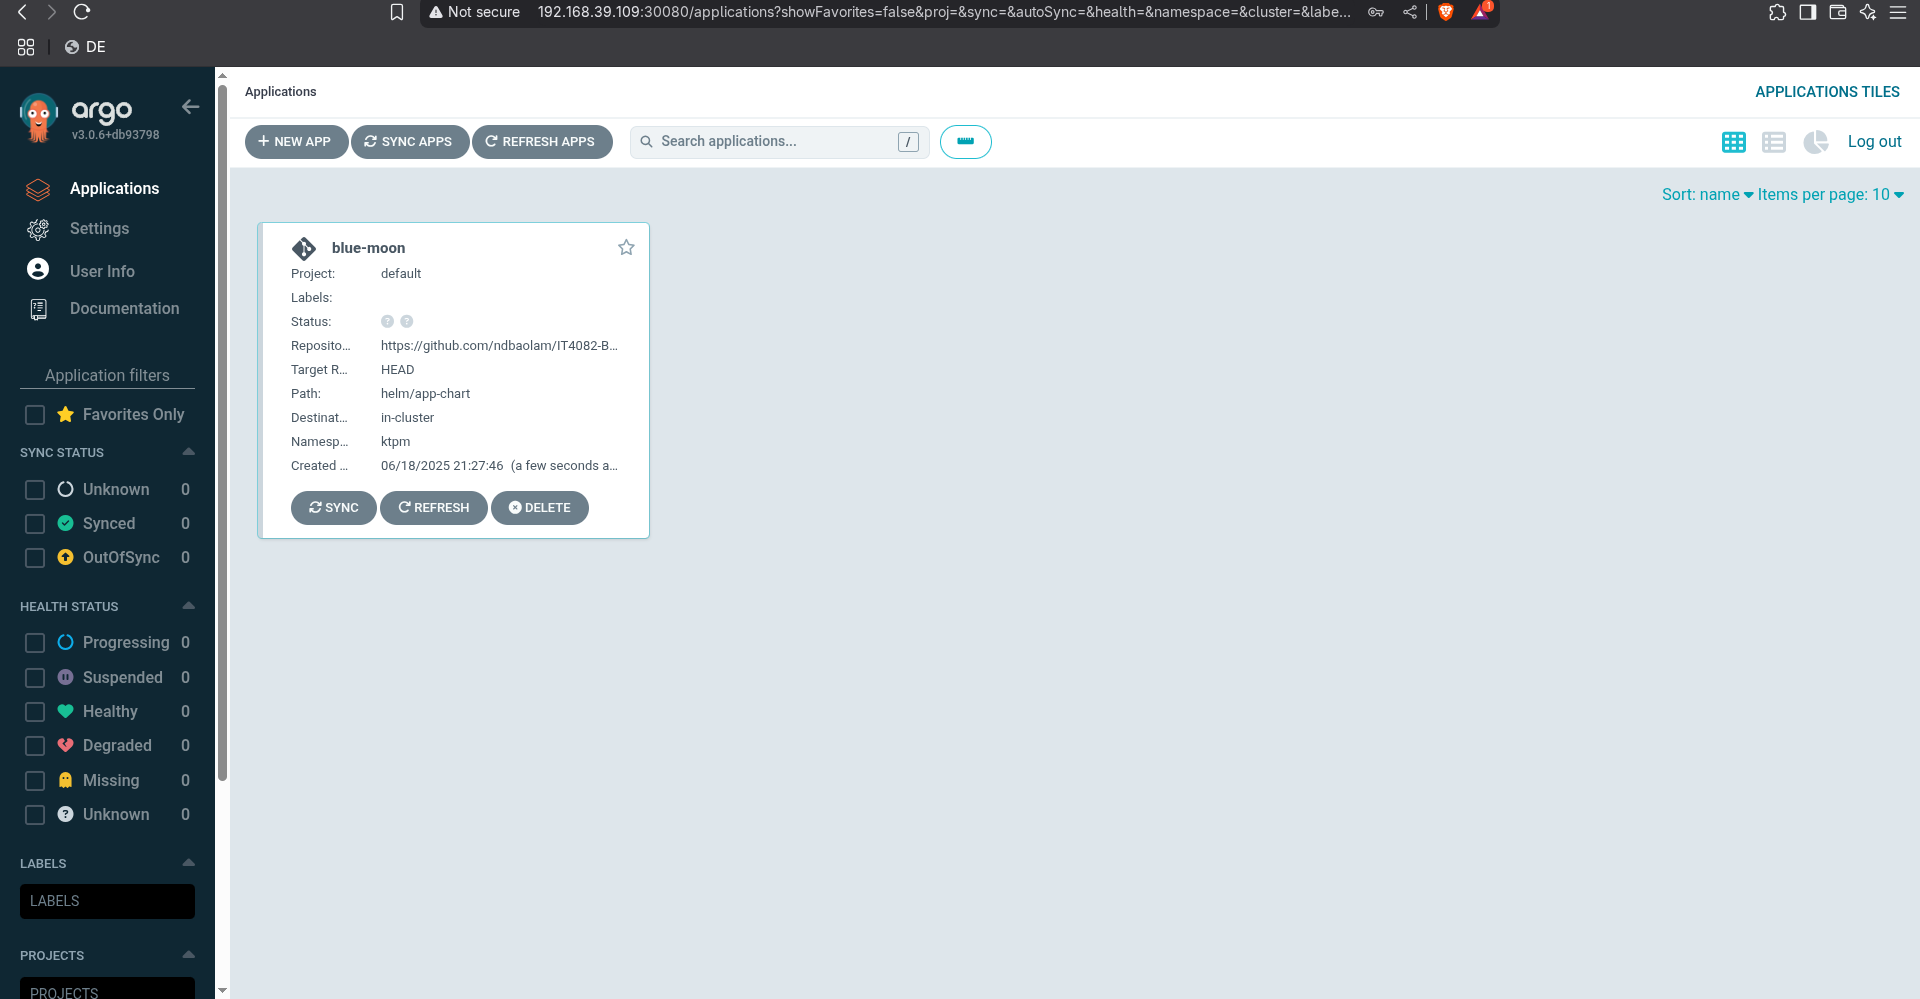 Not secure 192.168.39.109:30080/applications?showFavorites=false&proj=&sync=&autoSync=&health=&namespace=&cluster=&labe... 1
DE
argo
v3.0.6+db93798
Applications
Settings
User Info
Documentation
Application filters
Favorites Only
SYNC STATUS
Unknown 0
Synced 0
OutOfSync 0
HEALTH STATUS
Progressing 0
Suspended 0
Healthy 0
Degraded 0
Missing 0
Unknown 0
LABELS
LABELS
PROJECTS
PROJECTS
Applications
APPLICATIONS TILES
NEW APP SYNC APPS REFRESH APPS Search applications... / Log out
Sort: name Items per page: 10
blue-moon
Project: default
Labels:
Status: ? ?
Reposito... https://github.com/ndbaolam/IT4082-B...
Target R... HEAD
Path: helm/app-chart
Destinat... in-cluster
Namesp... ktpm
Created ... 06/18/2025 21:27:46 (a few seconds a...
SYNC REFRESH DELETE